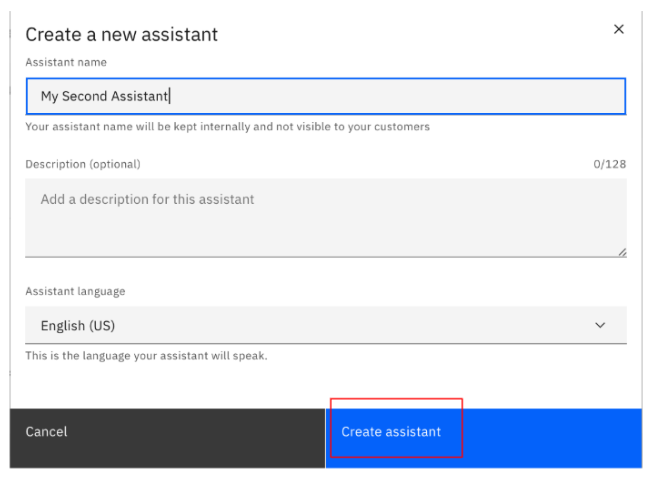 Create a new assistant
Assistant name
My Second Assistant
Your assistant name will be kept internally and not visible to your customers
Description (optional) 0/128
Add a description for this assistant
Assistant language
English (US)
This is the language your assistant will speak.
Cancel Create assistant